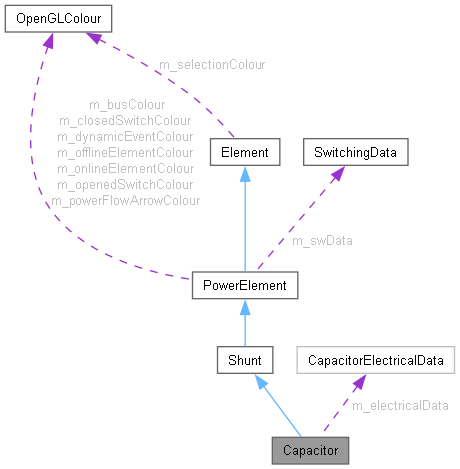 OpenGLColour
m_selectionColour
m_busColour
m_closedSwitchColour
m_dynamicEventColour
m_offlineElementColour
m_onlineElementColour
m_openedSwitchColour
m_powerFlowArrowColour
Element
SwitchingData
m_swData
PowerElement
Shunt
CapacitorElectricalData
m_electricalData
Capacitor